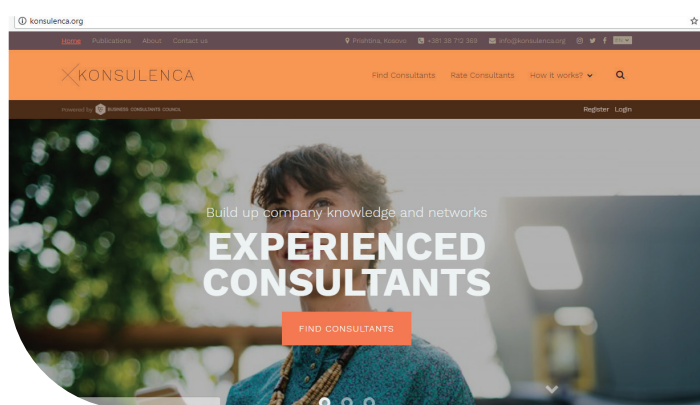 konsulenca.org
Home Publications About Contact us Prishtina, Kosovo +381 38 712 365 info@konsulenca.org EN
KONSULENCA Find Consultants Rate Consultants How it works?
Powered by BUSINESS CONSULTANTS COUNCIL Register Login
Build up company knowledge and networks
EXPERIENCED
CONSULTANTS
FIND CONSULTANTS